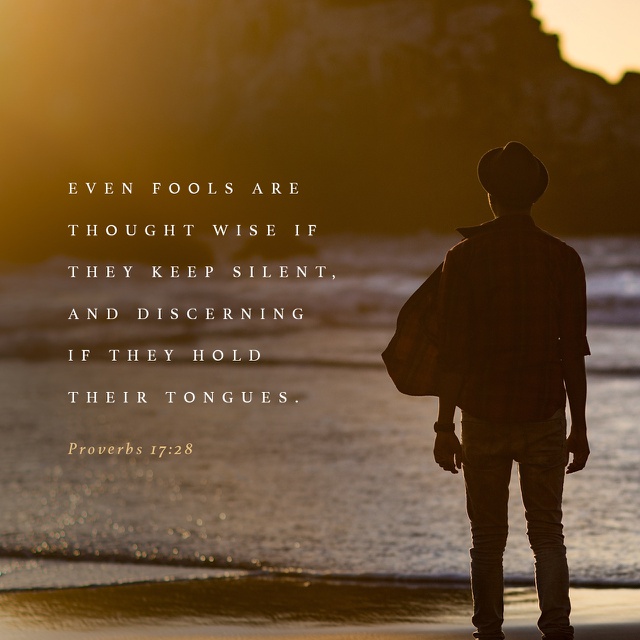 EVEN FOOLS ARE
THOUGHT WISE IF
THEY KEEP SILENT,
AND DISCERNING
IF THEY HOLD
THEIR TONGUES.
Proverbs 17:28